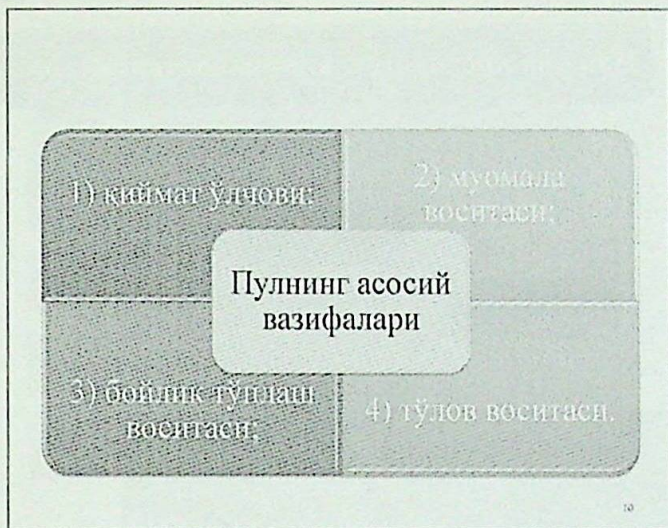 1) қиймат ўлчови;
2) муомала
воситаси;
Пулнинг асосий
вазифалари
3) бойлик тўплаш
воситаси;
4) тўлов воситаси.
10